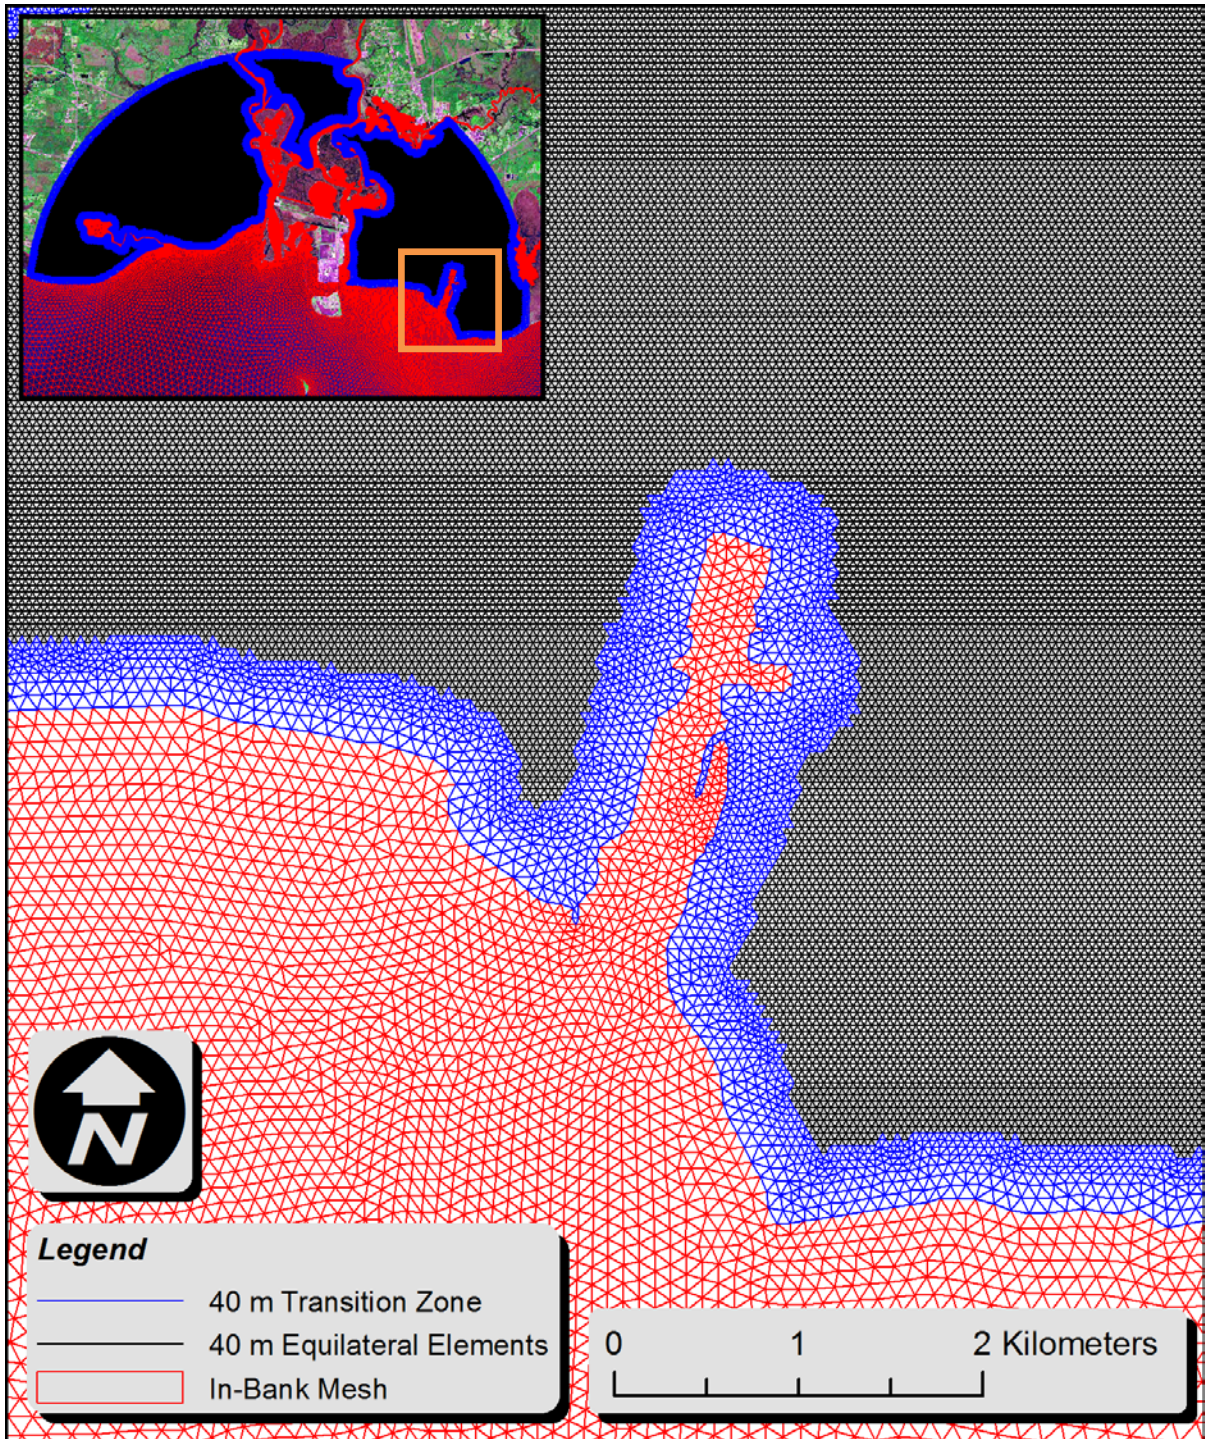 N
Legend
40 m Transition Zone
40 m Equilateral Elements
In-Bank Mesh
0 1 2 Kilometers